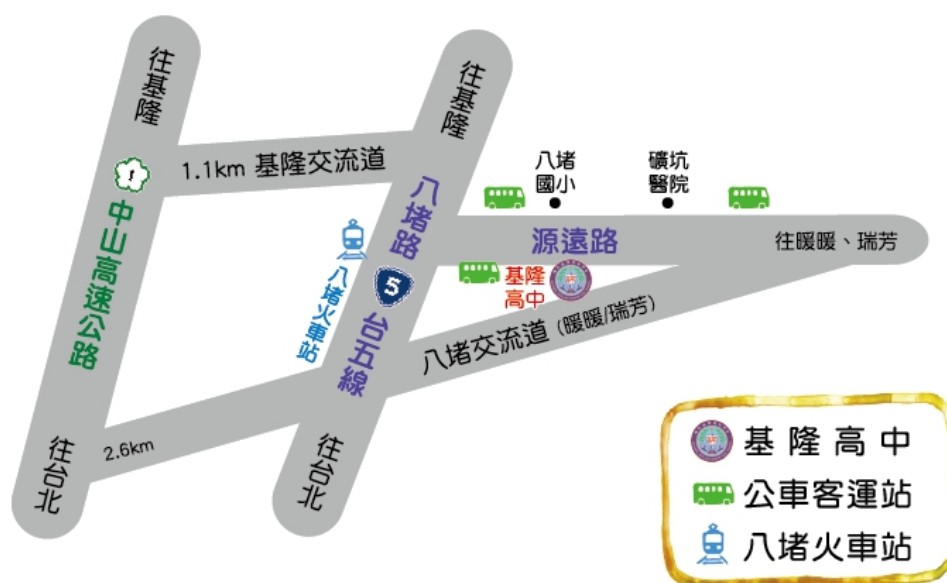 往基隆
往基隆
1.1km 基隆交流道
八堵
國小
礦坑
醫院
1
中山高速公路
八堵路
5
台五線
八堵火車站
源遠路
往暖暖、瑞芳
基隆
高中
八堵交流道 (暖暖/瑞芳)
2.6km
往台北
往台北
基隆高中
公車客運站
八堵火車站